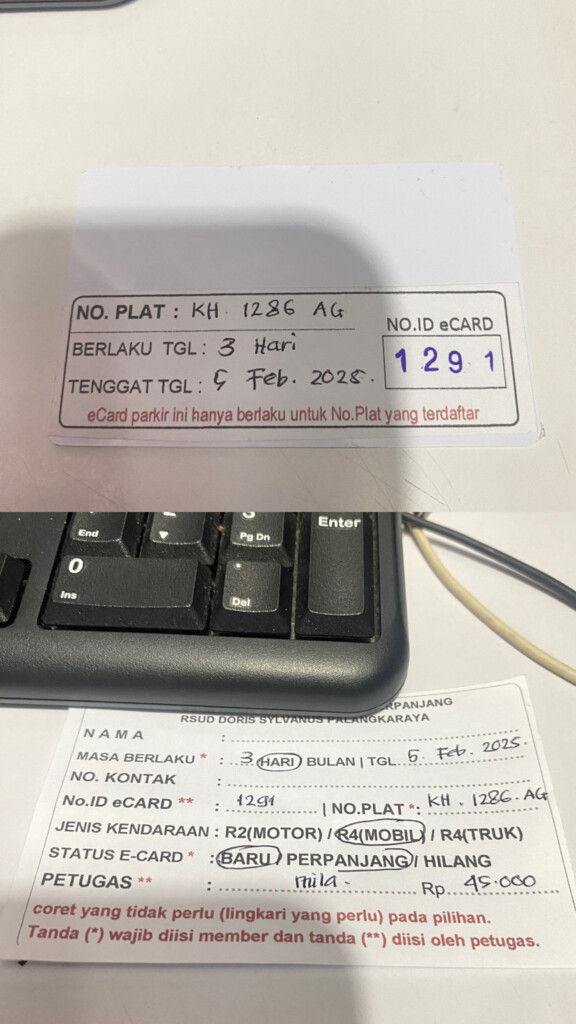 NO. PLAT : KH. 1286 AG
BERLAKU TGL : 3 Hari
TENGGAT TGL : 5 Feb. 2025.
NO.ID eCARD
1291
eCard parkir ini hanya berlaku untuk No.Plat yang terdaftar
Enter
End
Pg Dn
0
Ins
.
Del
RPANJANG
RSUD DORIS SYLVANUS PALANGKARAYA
NAMA :
MASA BERLAKU * : 3 HARI / BULAN | TGL. 5. Feb. 2025.
NO. KONTAK :
No.ID eCARD ** : 1291 | NO.PLAT * : KH. 1286. AG
JENIS KENDARAAN : R2(MOTOR) / R4(MOBIL) / R4(TRUK)
STATUS E-CARD * : BARU / PERPANJANG / HILANG
PETUGAS ** : mila. Rp 45.000
coret yang tidak perlu (lingkari yang perlu) pada pilihan.
Tanda (*) wajib diisi member dan tanda (**) diisi oleh petugas.